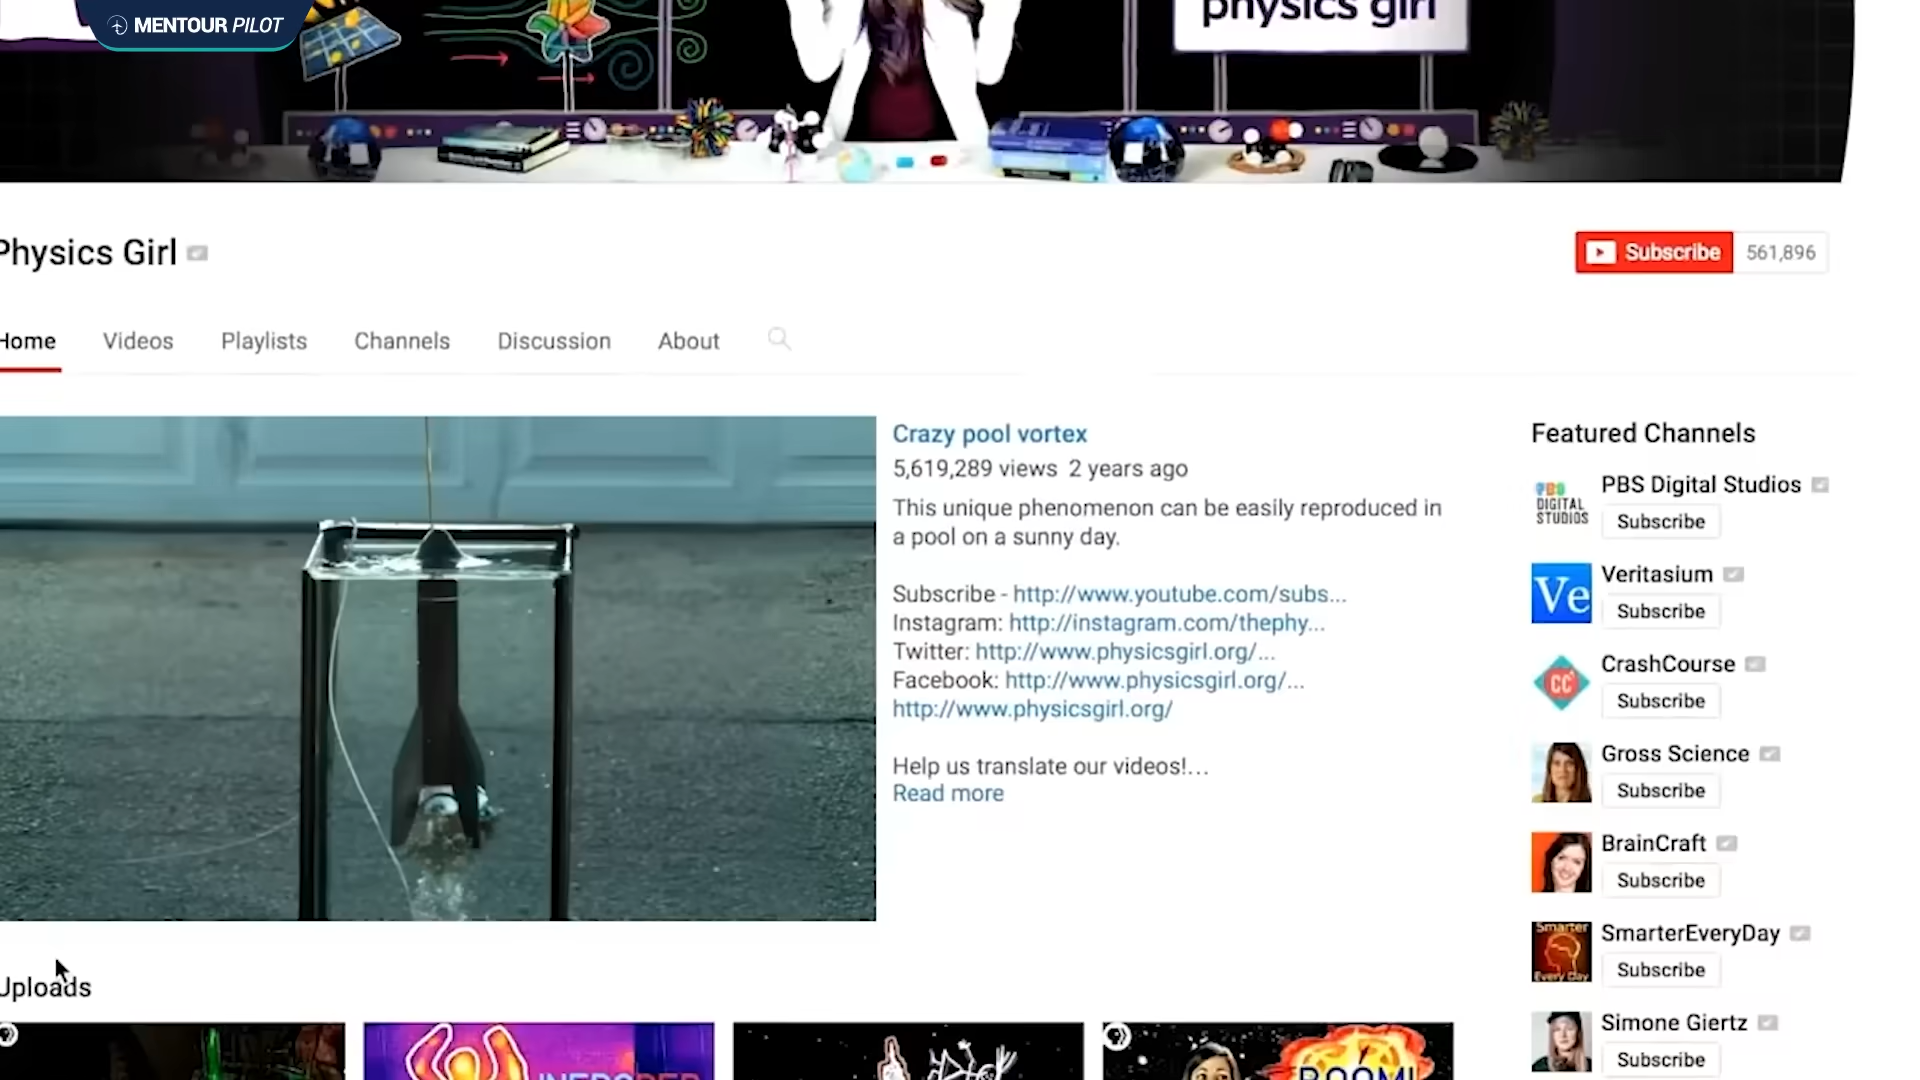 MENTOUR PILOT
physics girl
Physics Girl
Subscribe 561,896
Home Videos Playlists Channels Discussion About
Crazy pool vortex
5,619,289 views 2 years ago
This unique phenomenon can be easily reproduced in
a pool on a sunny day.
Subscribe - http://www.youtube.com/subs...
Instagram: http://instagram.com/thephy...
Twitter: http://www.physicsgirl.org/...
Facebook: http://www.physicsgirl.org/...
http://www.physicsgirl.org/
Help us translate our videos!...
Read more
Featured Channels
PBS DIGITAL STUDIOS
PBS Digital Studios
Subscribe
Ve
Veritasium
Subscribe
CC
CrashCourse
Subscribe
Gross Science
Subscribe
BrainCraft
Subscribe
Smarter
Every Day
SmarterEveryDay
Subscribe
Simone Giertz
Subscribe
Uploads
BOOM!